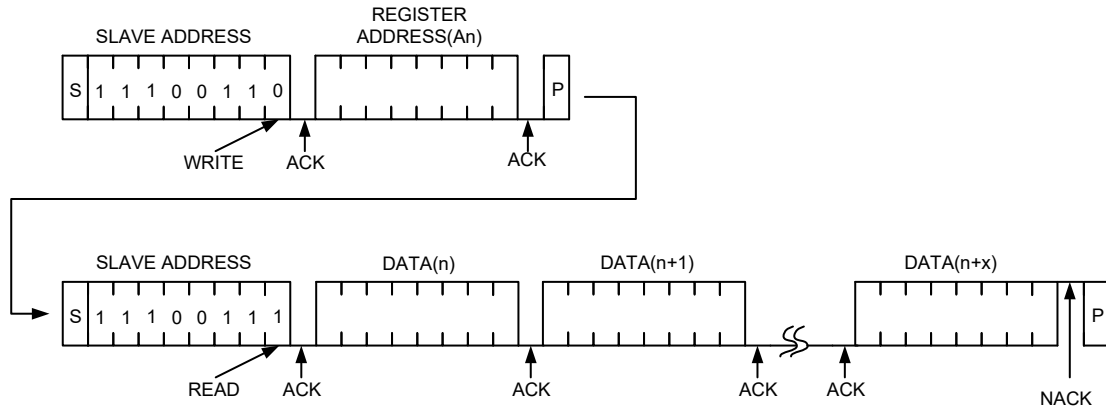 REGISTER
SLAVE ADDRESS ADDRESS(An)
S 1 1 1 0 0 1 1 0 P
WRITE ACK ACK
SLAVE ADDRESS DATA(n) DATA(n+1) DATA(n+x)
S 1 1 1 0 0 1 1 1 P
READ ACK ACK ACK ACK NACK